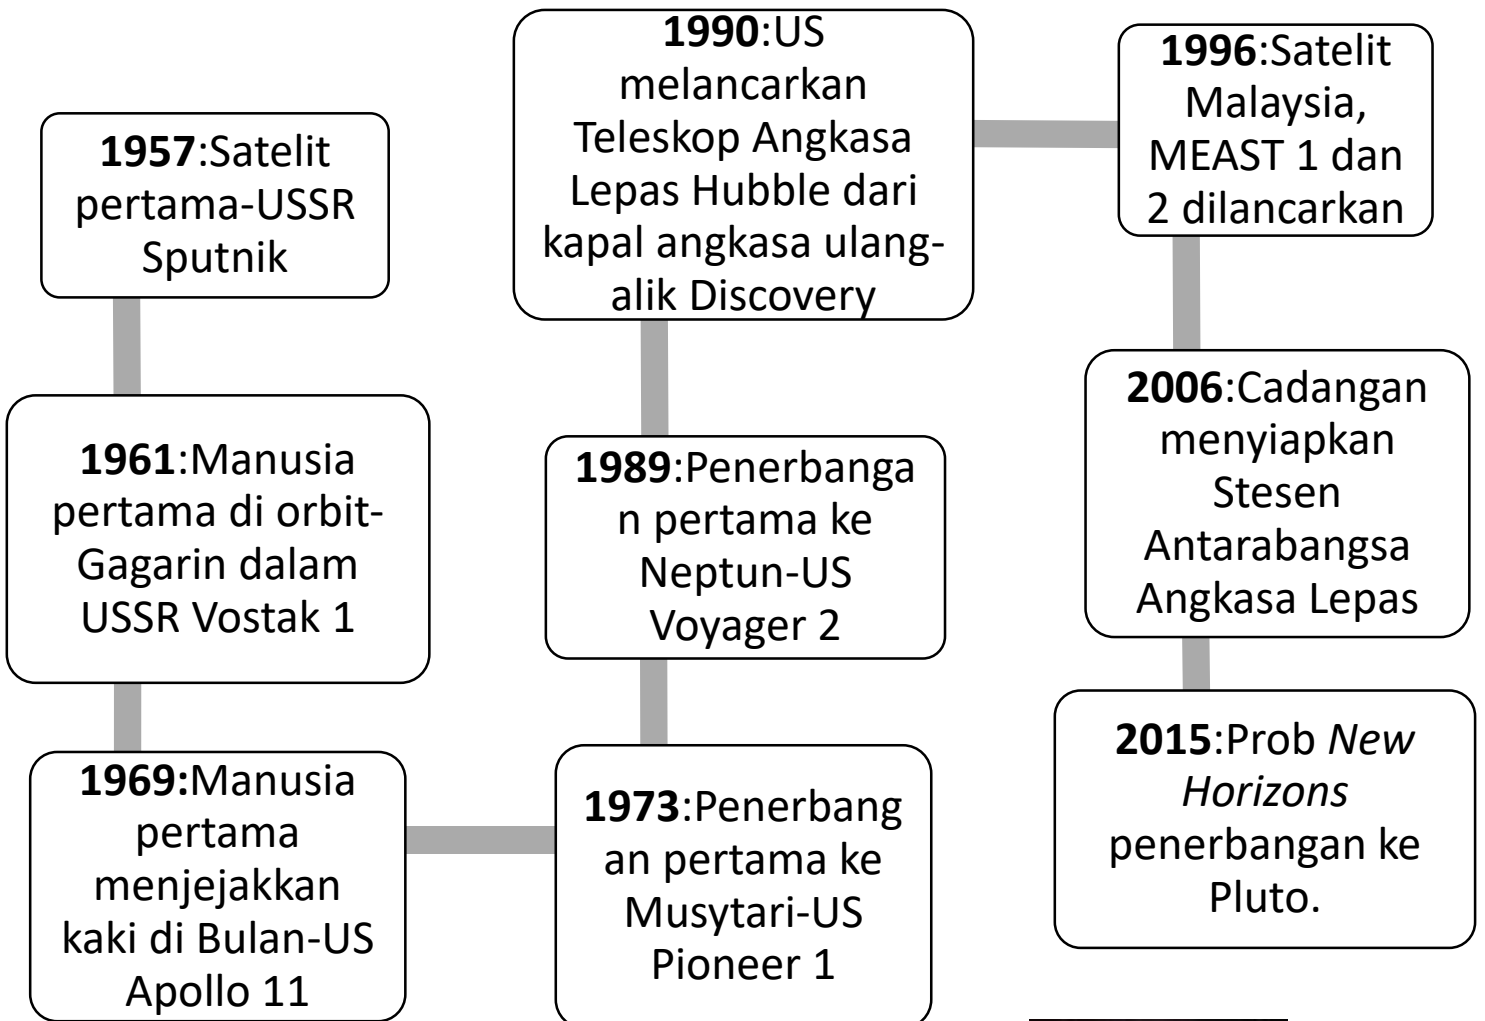 1957:Satelit
pertama-USSR
Sputnik
1961:Manusia
pertama di orbit-
Gagarin dalam
USSR Vostak 1
1969:Manusia
pertama
menjejakkan
kaki di Bulan-US
Apollo 11
1973:Penerbang
an pertama ke
Musytari-US
Pioneer 1
1989:Penerbanga
n pertama ke
Neptun-US
Voyager 2
1990:US
melancarkan
Teleskop Angkasa
Lepas Hubble dari
kapal angkasa ulang-
alik Discovery
1996:Satelit
Malaysia,
MEAST 1 dan
2 dilancarkan
2006:Cadangan
menyiapkan
Stesen
Antarabangsa
Angkasa Lepas
2015:Prob New
Horizons
penerbangan ke
Pluto.